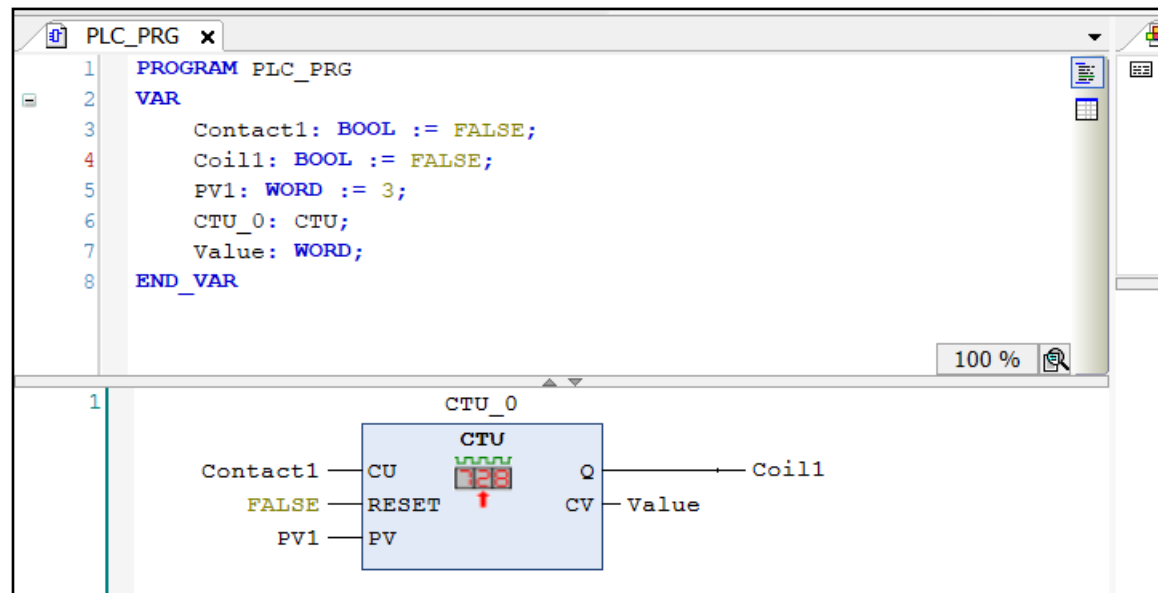 PLC_PRG x
1 PROGRAM PLC_PRG
2 VAR
3 Contact1: BOOL := FALSE;
4 Coil1: BOOL := FALSE;
5 PV1: WORD := 3;
6 CTU_0: CTU;
7 Value: WORD;
8 END_VAR
100 %
1 CTU_0
CTU
728
Contact1 CU Q Coil1
FALSE RESET CV Value
PV1 PV